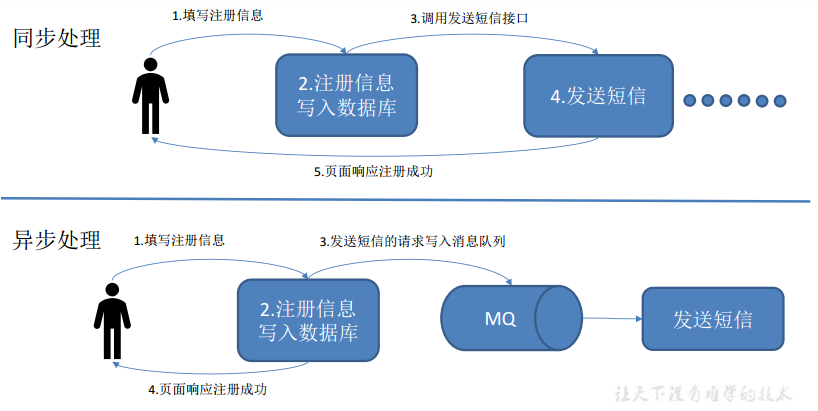 同步处理
1.填写注册信息
3.调用发送短信接口
2.注册信息
写入数据库
4.发送短信
5.页面响应注册成功
异步处理
1.填写注册信息
3.发送短信的请求写入消息队列
2.注册信息
写入数据库
MQ
发送短信
4.页面响应注册成功
让天下没有难学的技术